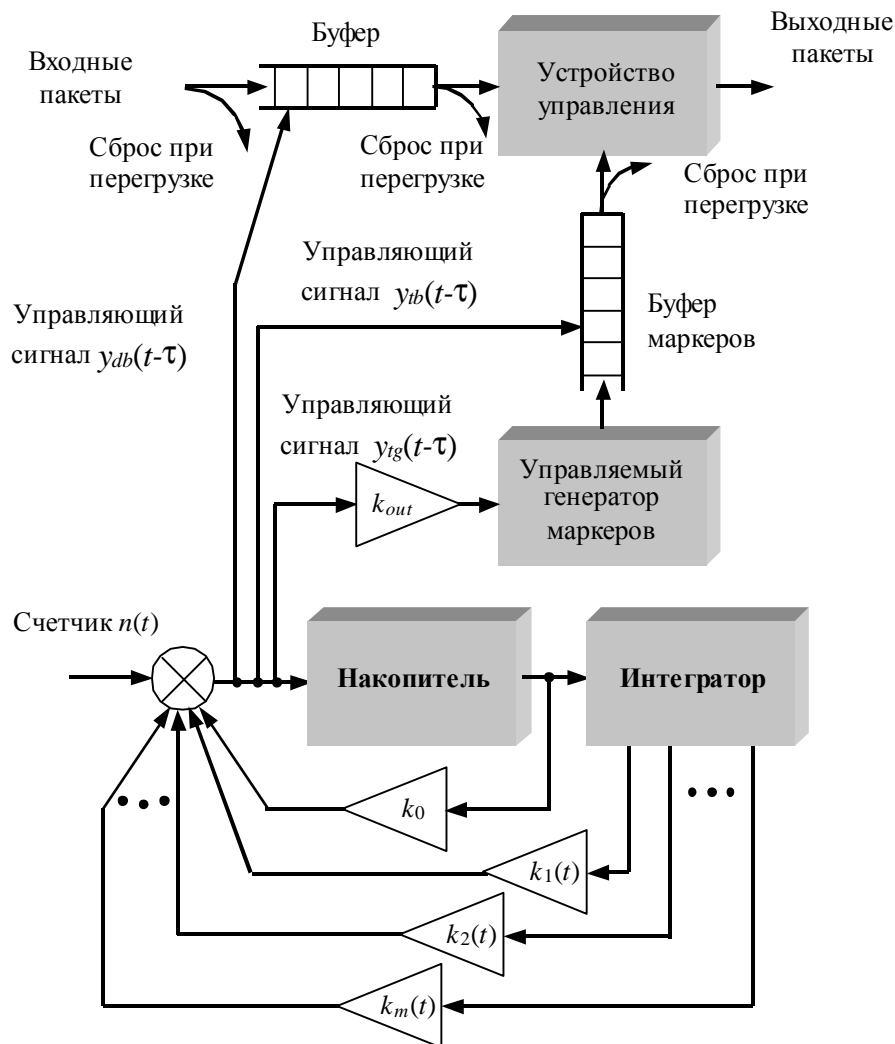 Буфер
Выходные
пакеты
Входные
пакеты
Устройство
управления
Сброс при
перегрузке
Сброс при
перегрузке
Сброс при
перегрузке
Управляющий
сигнал y_tb(t-τ)
Управляющий
сигнал y_db(t-τ)
Буфер
маркеров
Управляющий
сигнал y_tg(t-τ)
k_out
Управляемый
генератор
маркеров
Счетчик n(t)
Накопитель
Интегратор
k_0
k_1(t)
k_2(t)
k_m(t)